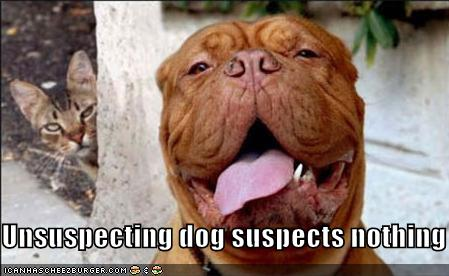 Unsuspecting dog suspects nothing
ICANHASCHEEZBURGER.COM